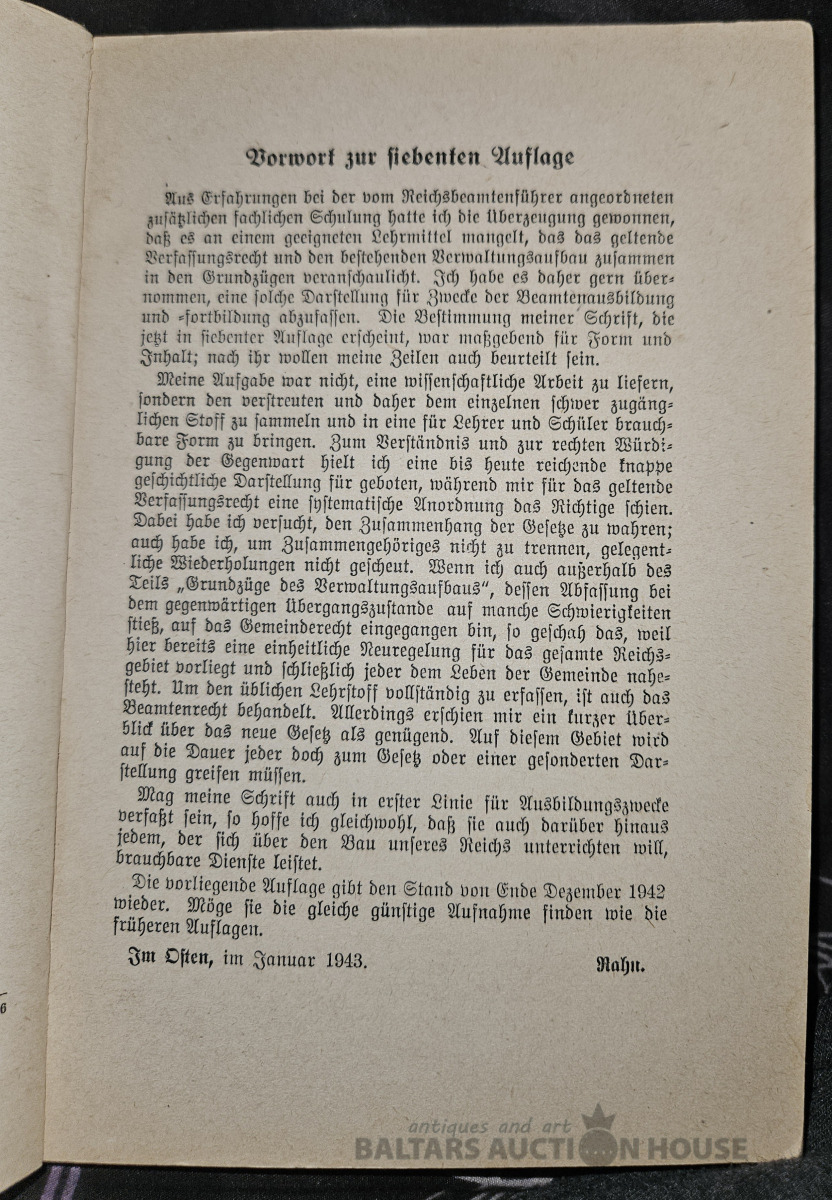 Vorwort zur siebenten Auflage
Aus Erfahrungen bei der vom Reichsbeamtenführer angeordneten
zusätzlichen fachlichen Schulung hatte ich die Überzeugung gewonnen,
daß es an einem geeigneten Lehrmittel mangelt, das das geltende
Verfassungsrecht und den bestehenden Verwaltungsaufbau zusammen
in den Grundzügen veranschaulicht. Ich habe es daher gern über-
nommen, eine solche Darstellung für Zwecke der Beamtenausbildung
und -fortbildung abzufassen. Die Bestimmung meiner Schrift, die
jetzt in siebenter Auflage erscheint, war maßgebend für Form und
Inhalt; nach ihr wollen meine Zeilen auch beurteilt sein.
Meine Aufgabe war nicht, eine wissenschaftliche Arbeit zu liefern,
sondern den verstreuten und daher dem einzelnen schwer zugäng-
lichen Stoff zu sammeln und in eine für Lehrer und Schüler brauch-
bare Form zu bringen. Zum Verständnis und zur rechten Würdi-
gung der Gegenwart hielt ich eine bis heute reichende knappe
geschichtliche Darstellung für geboten, während mir für das geltende
Verfassungsrecht eine systematische Anordnung das Richtige schien.
Dabei habe ich versucht, den Zusammenhang der Gesetze zu wahren;
auch habe ich, um Zusammengehöriges nicht zu trennen, gelegent-
liche Wiederholungen nicht gescheut. Wenn ich auch außerhalb des
Teils „Grundzüge des Verwaltungsaufbaus“, dessen Abfassung bei
dem gegenwärtigen Übergangszustande auf manche Schwierigkeiten
stieß, auf das Gemeinderecht eingegangen bin, so geschah das, weil
hier bereits eine einheitliche Neuregelung für das gesamte Reichs-
gebiet vorliegt und schließlich jeder dem Leben der Gemeinde nahe-
steht. Um den üblichen Lehrstoff vollständig zu erfassen, ist auch das
Beamtenrecht behandelt. Allerdings erschien mir ein kurzer Über-
blick über das neue Gesetz als genügend. Auf diesem Gebiet wird
auf die Dauer jeder doch zum Gesetz oder einer gesonderten Dar-
stellung greifen müssen.
Mag meine Schrift auch in erster Linie für Ausbildungszwecke
verfaßt sein, so hoffe ich gleichwohl, daß sie auch darüber hinaus
jedem, der sich über den Bau unseres Reichs unterrichten will,
brauchbare Dienste leistet.
Die vorliegende Auflage gibt den Stand von Ende Dezember 1942
wieder. Möge sie die gleiche günstige Aufnahme finden wie die
früheren Auflagen.
Im Osten, im Januar 1943. Rahn.
6
antiques and art
BALTARS AUCTION HOUSE